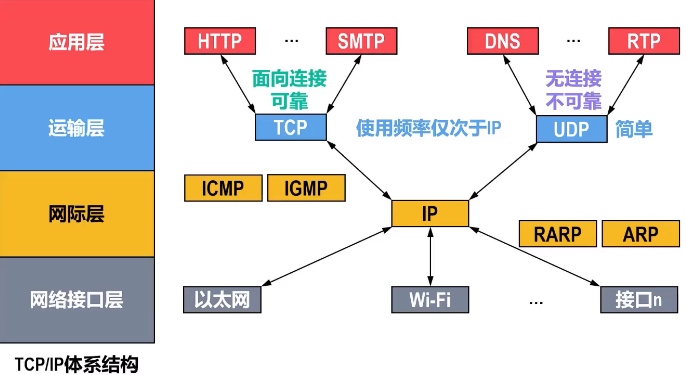 应用层
HTTP
...
SMTP
DNS
...
RTP
面向连接
可靠
无连接
不可靠
运输层
TCP
使用频率仅次于IP
UDP
简单
ICMP
IGMP
网际层
IP
RARP
ARP
网络接口层
以太网
Wi-Fi
...
接口n
TCP/IP体系结构